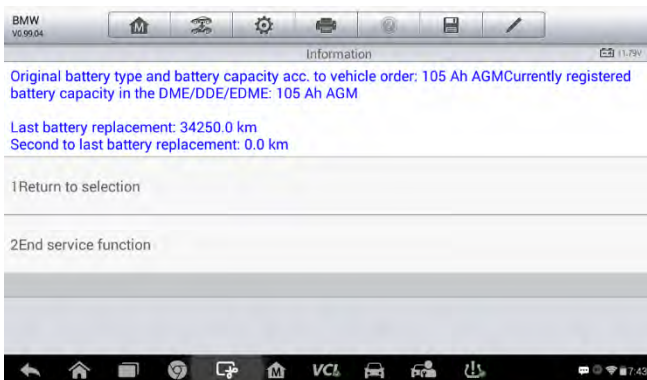 BMW
V0.99.04
Information
11.79V
Original battery type and battery capacity acc. to vehicle order: 105 Ah AGMCurrently registered
battery capacity in the DME/DDE/EDME: 105 Ah AGM
Last battery replacement: 34250.0 km
Second to last battery replacement: 0.0 km
1Return to selection
2End service function
M VCI 7:43